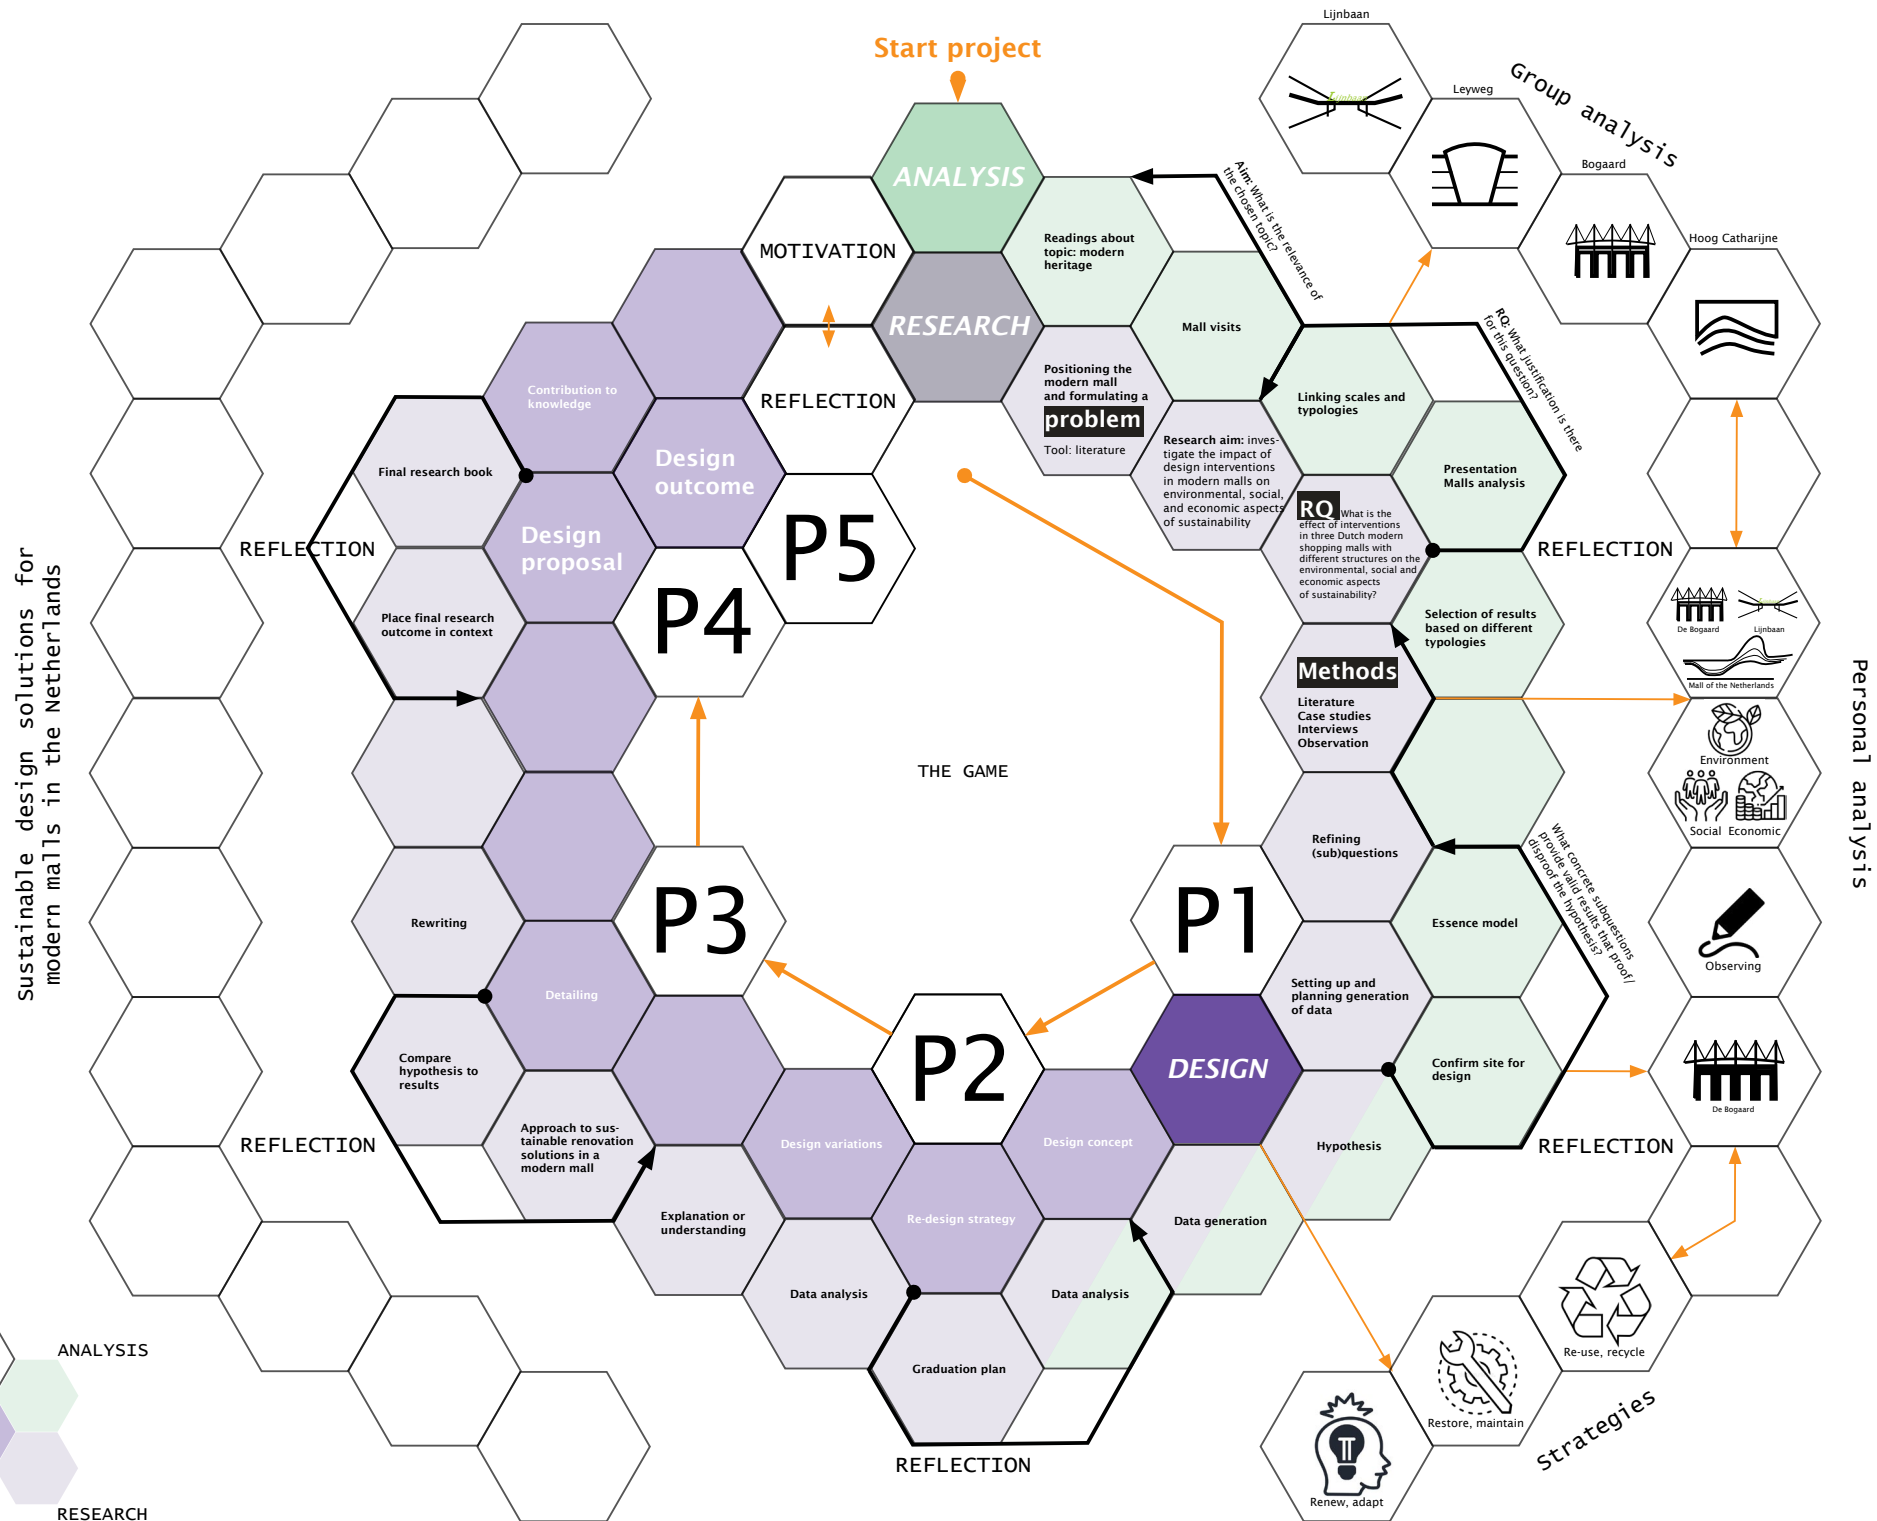 Start project
Lijnbaan
Lijnbaan
Leyweg
Group analysis
Bogaard
Hoog Catharijne
ANALYSIS
RESEARCH
MOTIVATION
REFLECTION
Readings about
topic: modern
heritage
Aim: What is the relevance of
the chosen topic?
Mall visits
Positioning the
modern mall
and formulating a
problem
Tool: literature
Research aim: inves-
tigate the impact of
design interventions
in modern malls on
environmental, social,
and economic aspects
of sustainability
Linking scales and
typologies
RQ: What justification is there
for this question?
Presentation
Malls analysis
RQ What is the
effect of interventions
in three Dutch modern
shopping malls with
different structures on the
environmental, social and
economic aspects
of sustainability?
REFLECTION
Selection of results
based on different
typologies
De Bogaard
Lijnbaan
Mall of the Netherlands
Personal analysis
Methods
Literature
Case studies
Interviews
Observation
Environment
Social Economic
Refining
(sub)questions
What concrete subquestions
provide valid results that proof/
disproof the hypothesis?
Essence model
Observing
Setting up and
planning generation
of data
Confirm site for
design
De Bogaard
REFLECTION
Hypothesis
DESIGN
Data generation
Re-use, recycle
Restore, maintain
Renew, adapt
Strategies
THE GAME
P1
P2
P3
P4
P5
Design concept
Data analysis
Re-design strategy
Graduation plan
REFLECTION
Design variations
Data analysis
Explanation or
understanding
Approach to sus-
tainable renovation
solutions in a
modern mall
Detailing
Compare
hypothesis to
results
REFLECTION
Rewriting
Place final research
outcome in context
Design
proposal
Final research book
REFLECTION
Contribution to
knowledge
Design
outcome
Sustainable design solutions for
modern malls in the Netherlands
ANALYSIS
RESEARCH